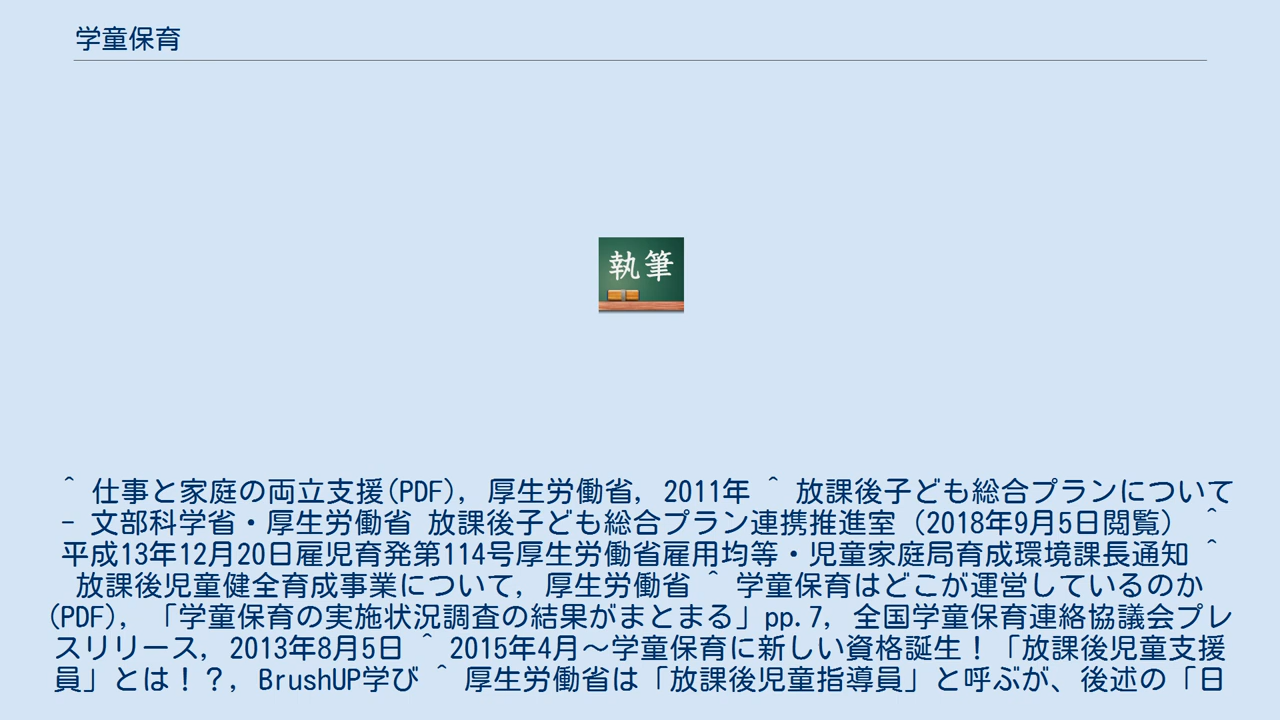 学童保育
執筆
^ 仕事と家庭の両立支援(PDF), 厚生労働省, 2011年 ^ 放課後子ども総合プランについて
- 文部科学省・厚生労働省 放課後子ども総合プラン連携推進室 (2018年9月5日閲覧) ^
平成13年12月20日雇児育発第114号厚生労働省雇用均等・児童家庭局育成環境課長通知 ^
放課後児童健全育成事業について, 厚生労働省 ^ 学童保育はどこが運営しているのか
(PDF), 「学童保育の実施状況調査の結果がまとまる」pp.7, 全国学童保育連絡協議会プレ
スリリース, 2013年8月5日 ^ 2015年4月～学童保育に新しい資格誕生！「放課後児童支援
員」とは！？, BrushUP学び ^ 厚生労働省は「放課後児童指導員」と呼ぶが、後述の「日